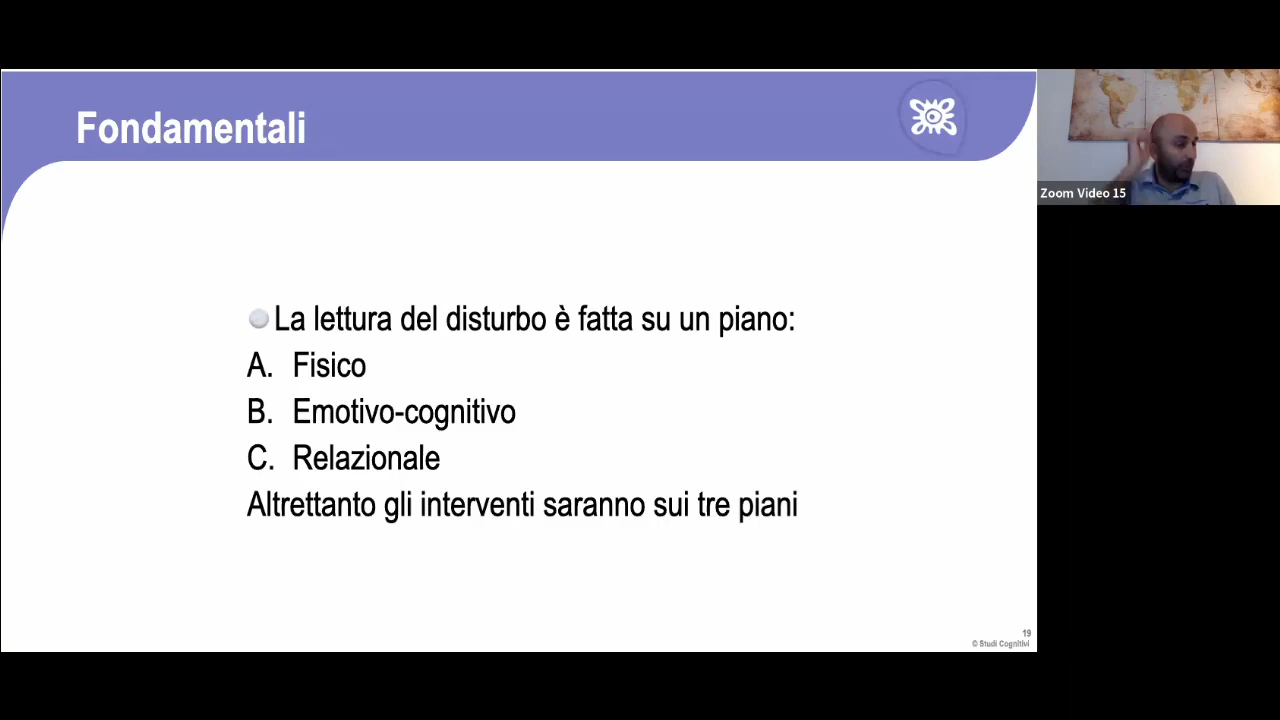 Fondamentali
La lettura del disturbo è fatta su un piano:
A. Fisico
B. Emotivo-cognitivo
C. Relazionale
Altrettanto gli interventi saranno sui tre piani
19
© Studi Cognitivi
Zoom Video 15